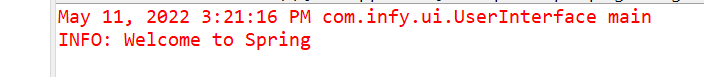 May 11, 2022 3:21:16 PM com.infy.ui.UserInterface main
INFO: Welcome to Spring